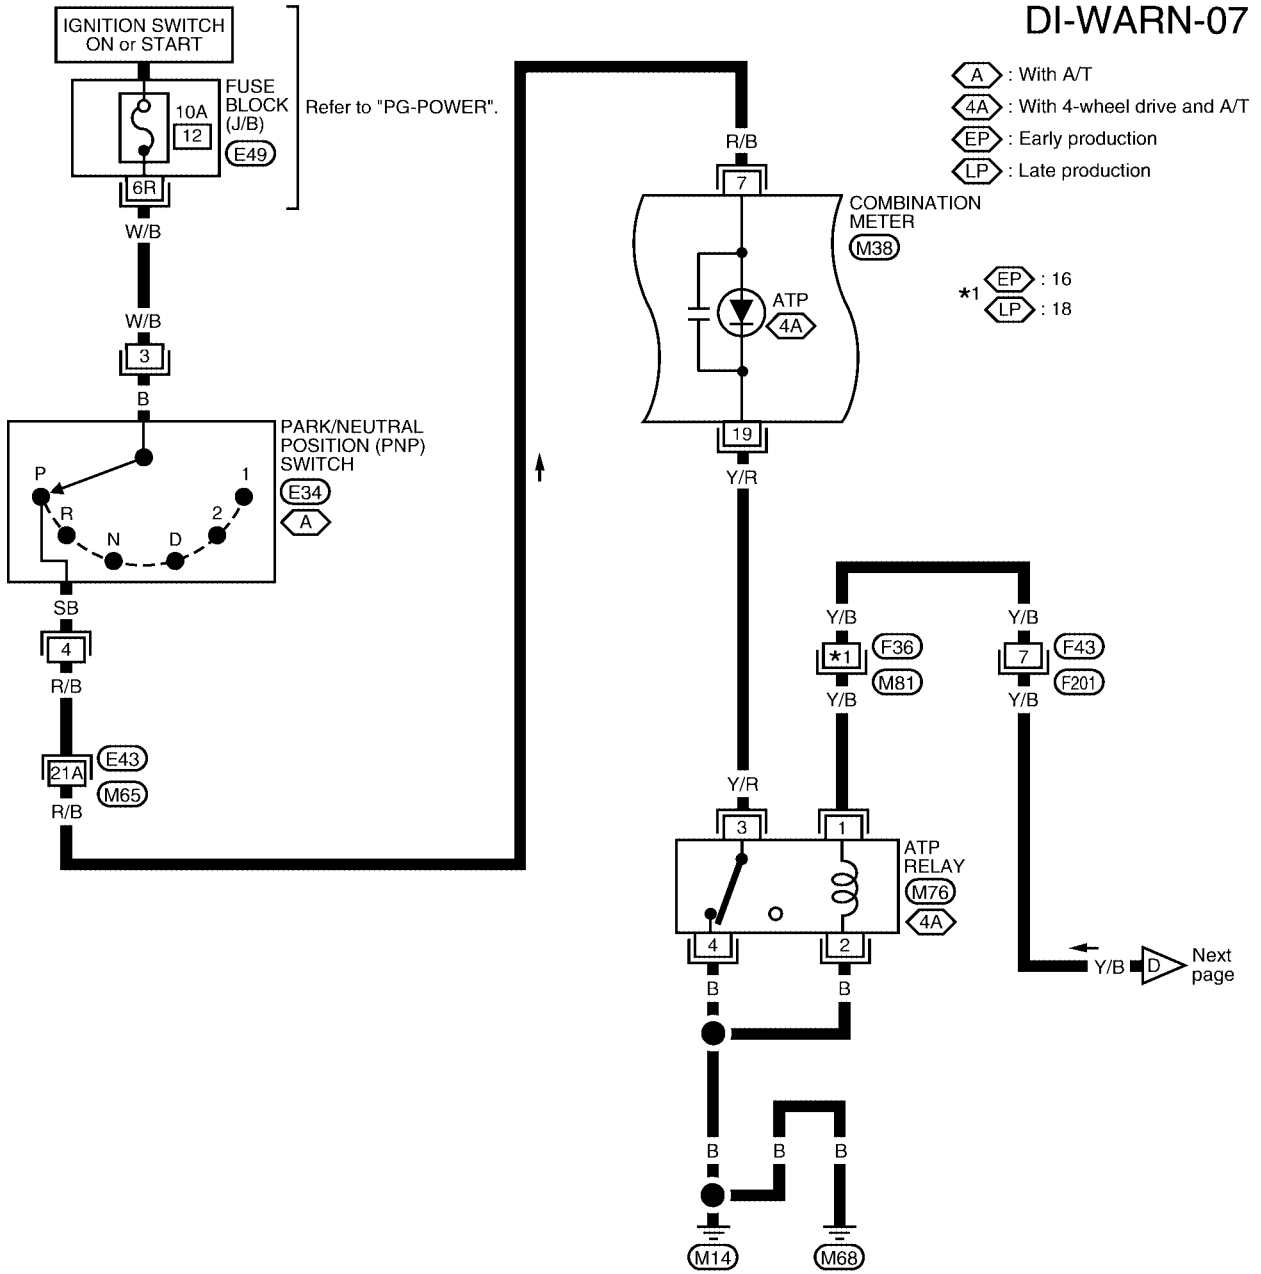 DI-WARN-07
IGNITION SWITCH
ON or START
FUSE
BLOCK
(J/B)
E49
10A
12
6R
Refer to "PG-POWER".
A : With A/T
4A : With 4-wheel drive and A/T
EP : Early production
LP : Late production
W/B
W/B
3
B
PARK/NEUTRAL
POSITION (PNP)
SWITCH
E34
A
P
R
N
D
2
1
SB
4
R/B
21A
E43
M65
R/B
R/B
7
COMBINATION
METER
M38
ATP
4A
*1
EP : 16
LP : 18
19
Y/R
Y/R
Y/B
*1
F36
M81
Y/B
Y/B
7
F43
F201
Y/B
3
1
ATP
RELAY
M76
4A
4
2
B
B
Y/B
D
Next
page
B
B
B
M14
M68